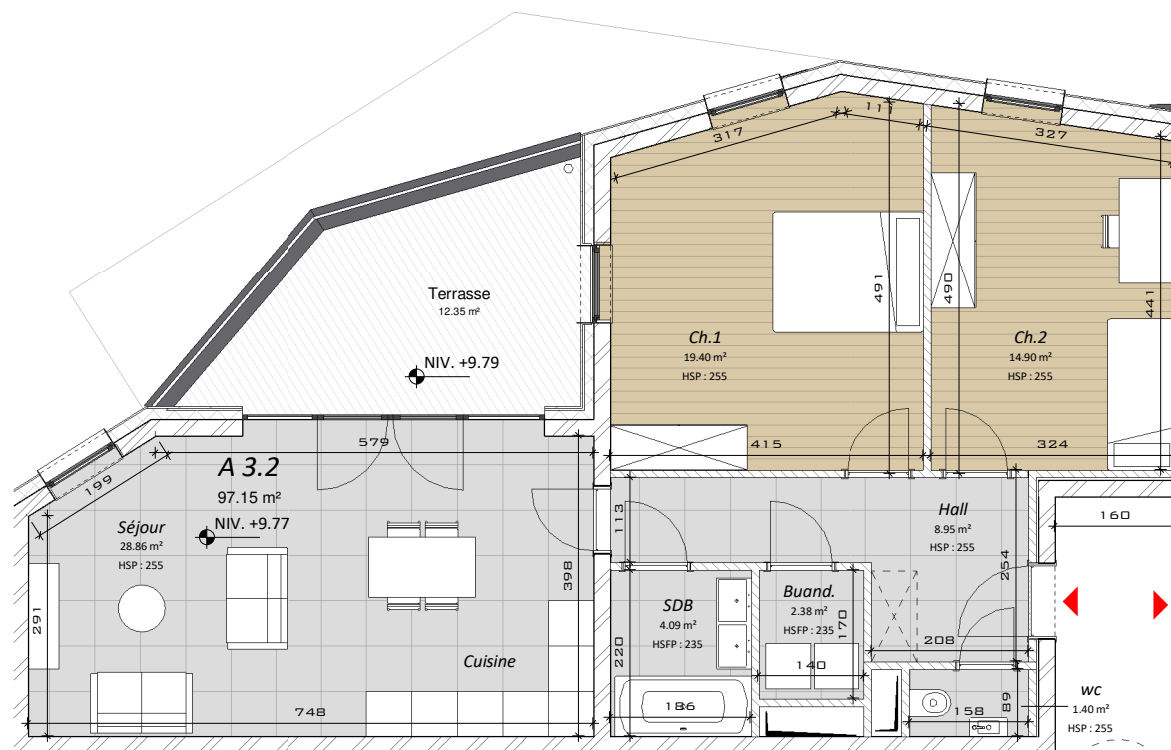 111
317
327
Terrasse
12.35 m²
491
490
441
Ch.1
19.40 m²
HSP : 255
Ch.2
14.90 m²
HSP : 255
NIV. +9.79
579
415
324
A 3.2
97.15 m²
NIV. +9.77
199
Séjour
28.86 m²
HSP : 255
113
Hall
8.95 m²
HSP : 255
160
254
398
291
SDB
4.09 m²
HSFP : 235
Buand.
2.38 m²
HSFP : 235
170
220
208
140
Cuisine
748
186
158
89
WC
1.40 m²
HSP : 255